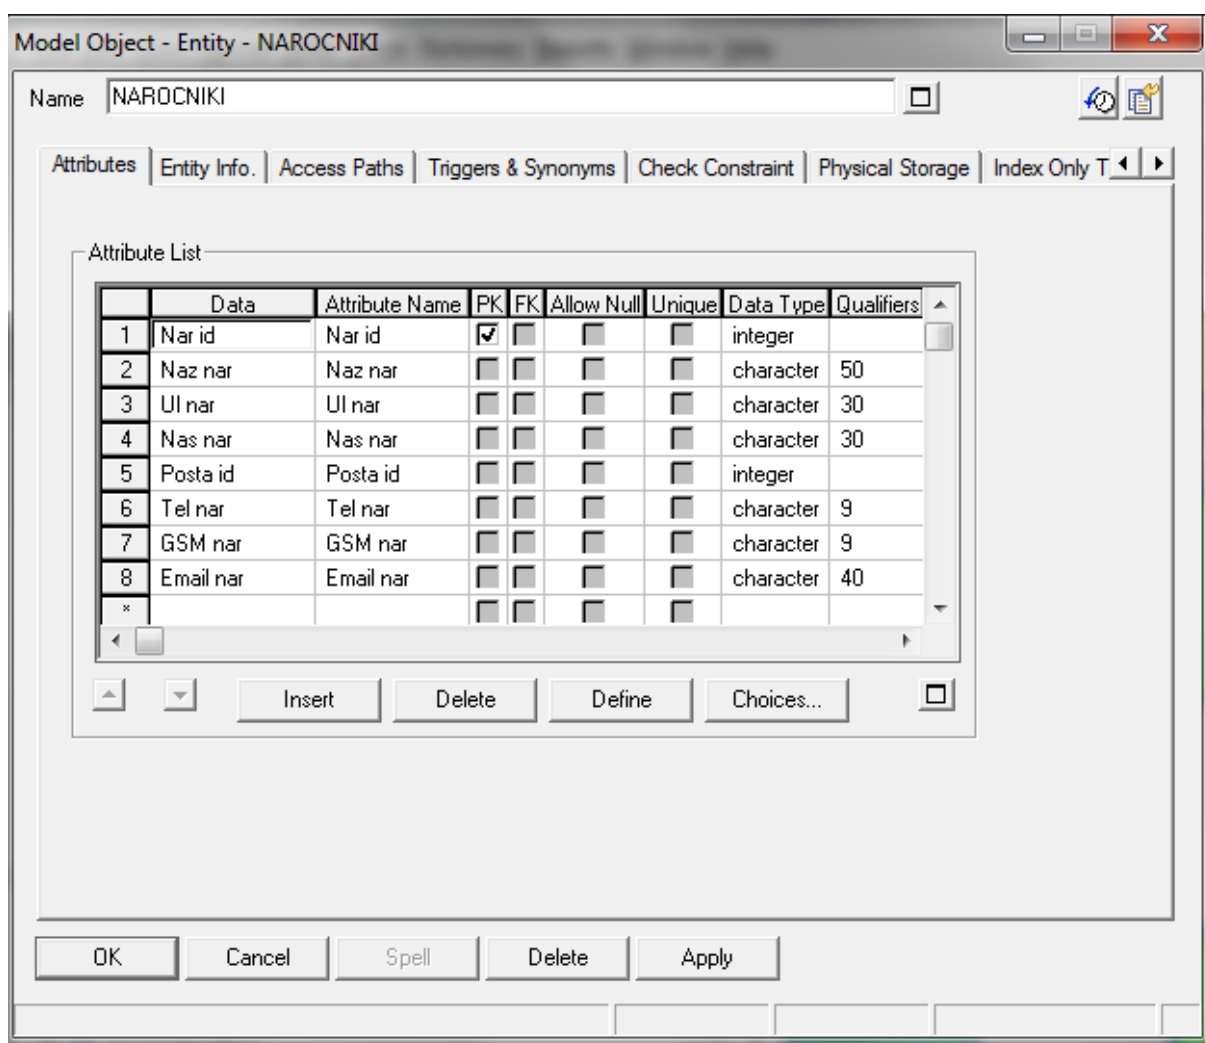 Model Object - Entity - NAROCNIKI
Name NAROCNIKI
Attributes Entity Info. Access Paths Triggers & Synonyms Check Constraint Physical Storage Index Only T
Attribute List
Data Attribute Name PK FK Allow Null Unique Data Type Qualifiers
1 Nar id Nar id integer
2 Naz nar Naz nar character 50
3 Ul nar Ul nar character 30
4 Nas nar Nas nar character 30
5 Posta id Posta id integer
6 Tel nar Tel nar character 9
7 GSM nar GSM nar character 9
8 Email nar Email nar character 40
*
Insert Delete Define Choices...
OK Cancel Spell Delete Apply